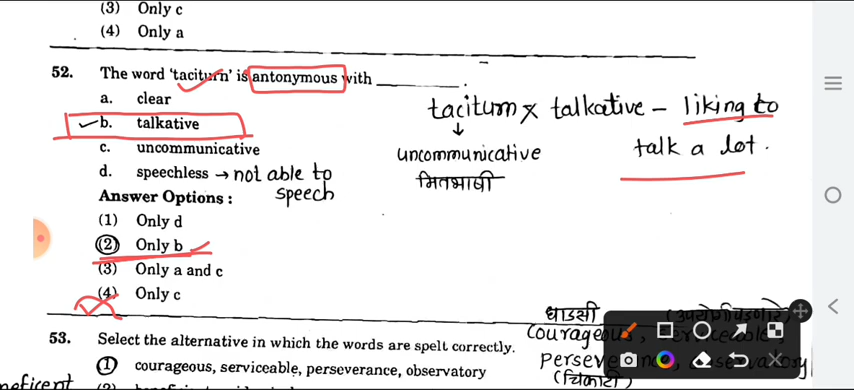 (3) Only c
(4) Only a
52. The word 'taciturn' is antonymous with ________.
a. clear
b. talkative
c. uncommunicative
d. speechless → not able to speech
taciturn x talkative – liking to talk a lot.
↓
uncommunicative
मितभाषी
Answer Options :
(1) Only d
(2) Only b
(3) Only a and c
(4) Only c
53. Select the alternative in which the words are spelt correctly.
(1) courageous, serviceable, perseverance, observatory
धाडसी
Courageous,
(चिकाटी)